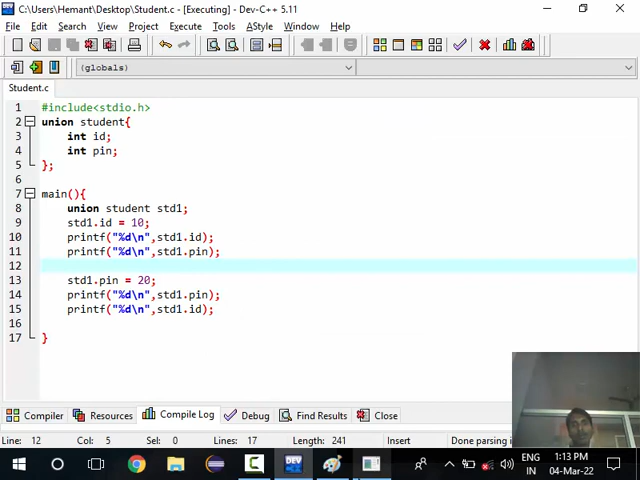 C:\Users\Hemant\Desktop\Student.c - [Executing] - Dev-C++ 5.11
File Edit Search View Project Execute Tools AStyle Window Help
(globals)
Student.c
1 #include<stdio.h>
2 union student{
3 int id;
4 int pin;
5 };
6
7 main(){
8 union student std1;
9 std1.id = 10;
10 printf("%d\n",std1.id);
11 printf("%d\n",std1.pin);
12
13 std1.pin = 20;
14 printf("%d\n",std1.pin);
15 printf("%d\n",std1.id);
16
17 }
Compiler Resources Compile Log Debug Find Results Close
Line: 12 Col: 5 Sel: 0 Lines: 17 Length: 241 Insert Done parsing in
DEV
ENG 1:13 PM
IN 04-Mar-22